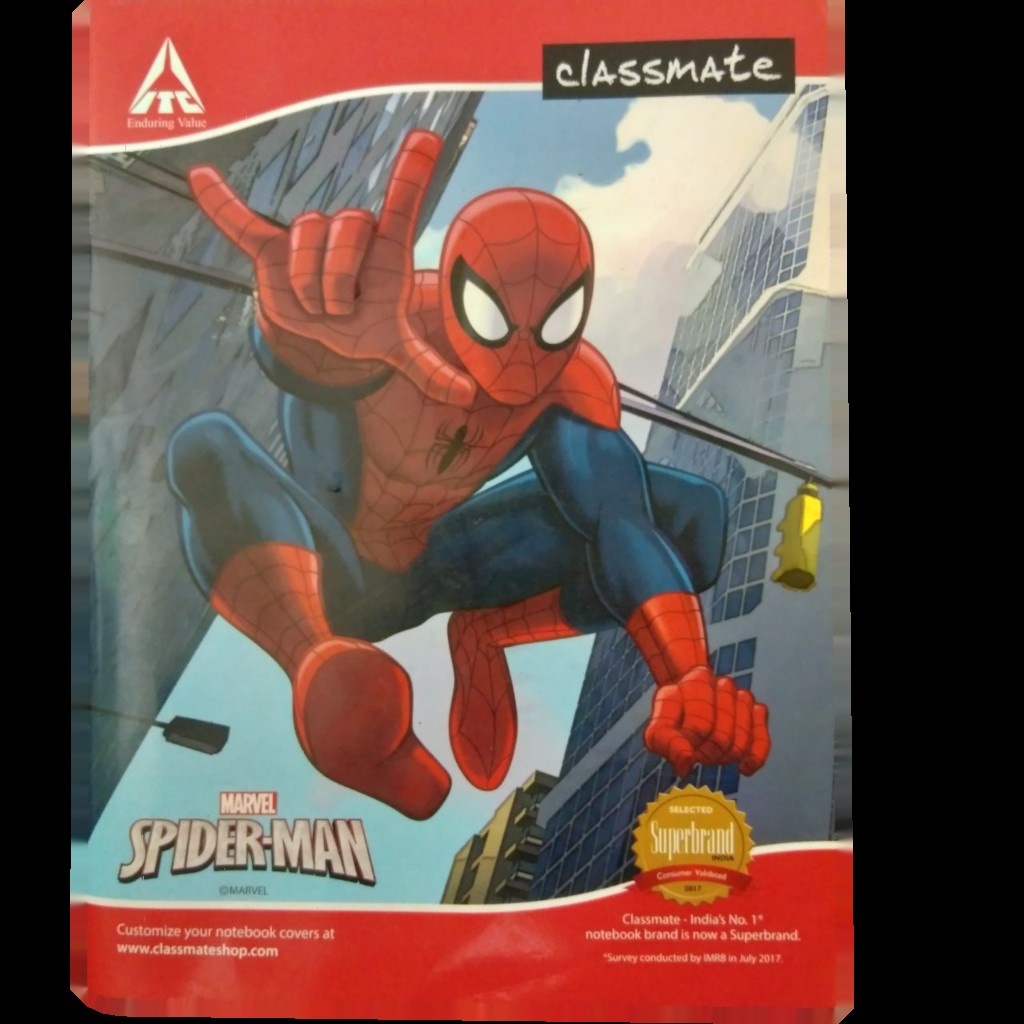 classmate
ITC
Enduring Value
MARVEL
SPIDER-MAN
©MARVEL
SELECTED
Superbrand
INDIA
Consumer Validated
2017
Customize your notebook covers at
www.classmateshop.com
Classmate - India's No. 1*
notebook brand is now a Superbrand.
*Survey conducted by IMRB in July 2017.